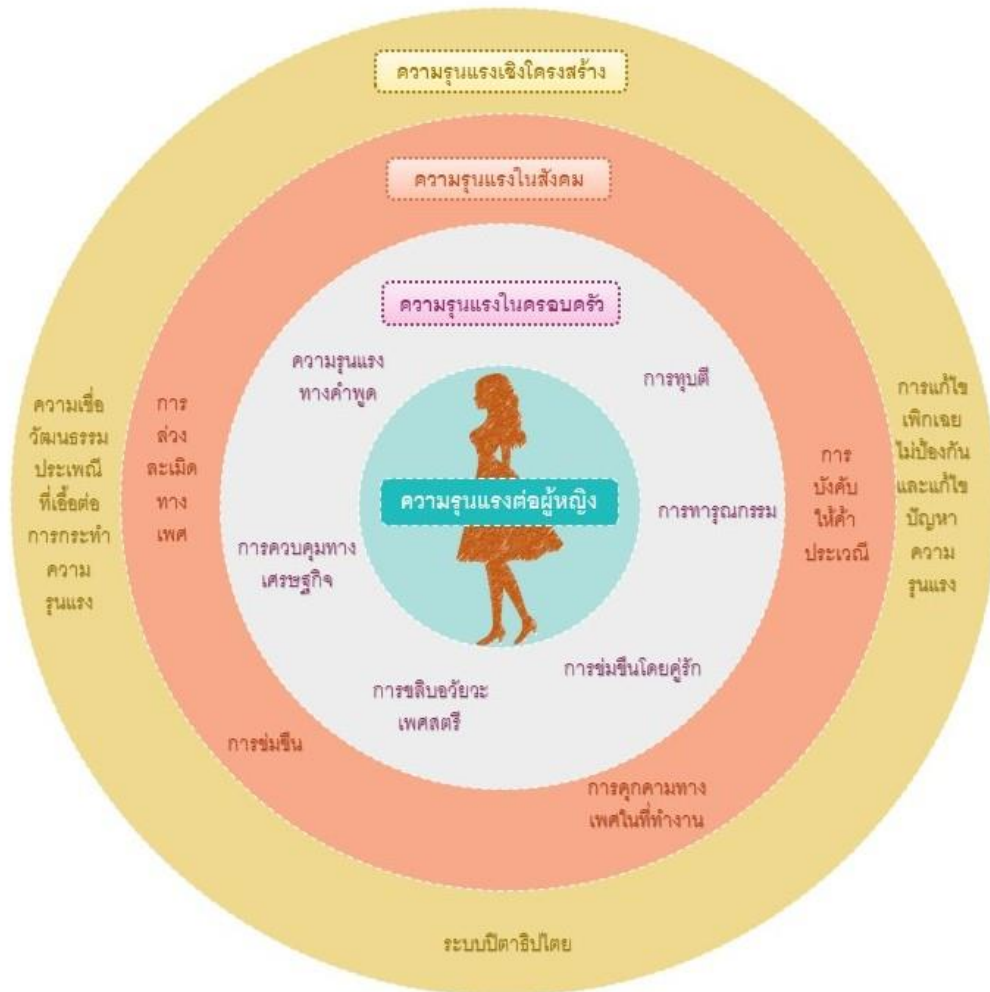 ความรุนแรงเชิงโครงสร้าง
ความรุนแรงในสังคม
ความรุนแรงในครอบครัว
ความรุนแรง
ทางคำพูด
การทุบตี
ความเชื่อ
วัฒนธรรม
ประเพณี
ที่เอื้อต่อ
การกระทำ
ความ
รุนแรง
การ
ล่วง
ละเมิด
ทาง
เพศ
ความรุนแรงต่อผู้หญิง
การทารุณกรรม
การ
บังคับ
ให้ค้า
ประเวณี
การแก้ไข
เพิกเฉย
ไม่ป้องกัน
และแก้ไข
ปัญหา
ความ
รุนแรง
การควบคุมทาง
เศรษฐกิจ
การข่มขืนโดยคู่รัก
การขลิบอวัยวะ
เพศสตรี
การข่มขืน
การคุกคามทาง
เพศในที่ทำงาน
ระบบปิตาธิปไตย